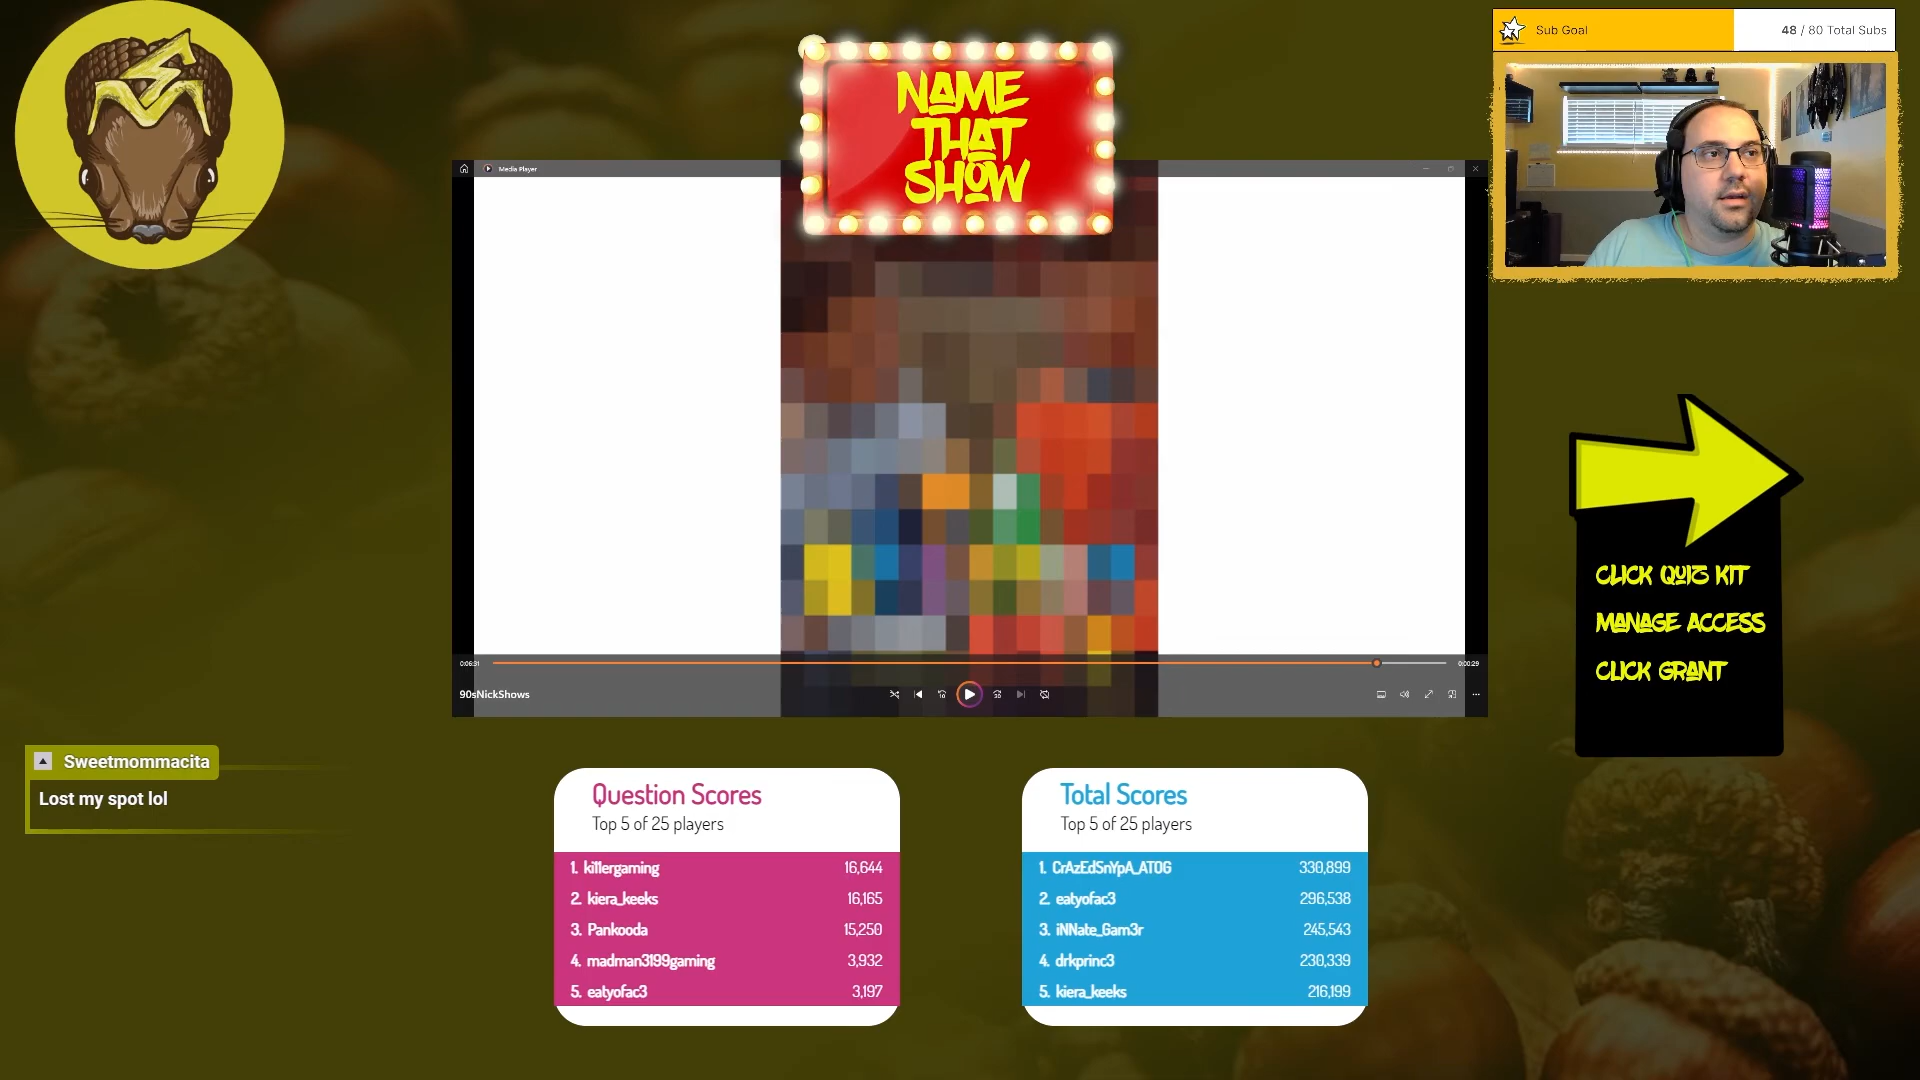 Sub Goal
48 / 80 Total Subs
NAME
THAT
SHOW
Media Player
CLICK QUIZ KIT
MANAGE ACCESS
CLICK GRANT
0:06:31
0:00:29
90sNickShows
Sweetmommacita
Lost my spot lol
Question Scores
Top 5 of 25 players
1. ki11ergaming 16,644
2. kiera_keeks 16,165
3. Pankooda 15,250
4. madman3199gaming 3,932
5. eatyofac3 3,197
Total Scores
Top 5 of 25 players
1. CrAzEdSnYpA_ATOG 330,899
2. eatyofac3 296,538
3. iNNate_Gam3r 245,543
4. drkprinc3 230,339
5. kiera_keeks 216,199